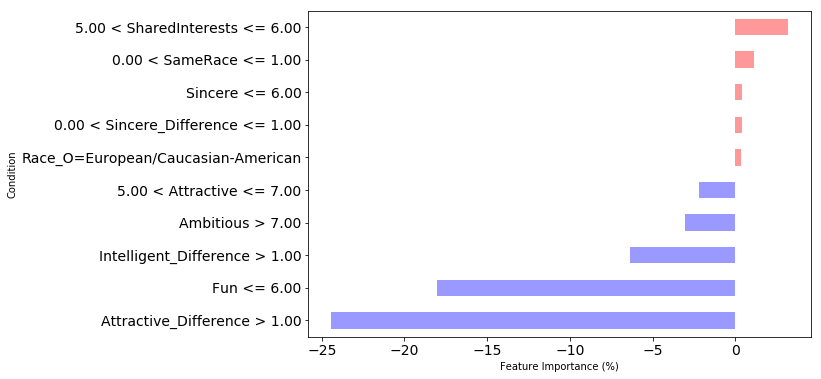 5.00 < SharedInterests <= 6.00
0.00 < SameRace <= 1.00
Sincere <= 6.00
0.00 < Sincere_Difference <= 1.00
Race_O=European/Caucasian-American
5.00 < Attractive <= 7.00
Ambitious > 7.00
Intelligent_Difference > 1.00
Fun <= 6.00
Attractive_Difference > 1.00
Condition
−25 −20 −15 −10 −5 0
Feature Importance (%)